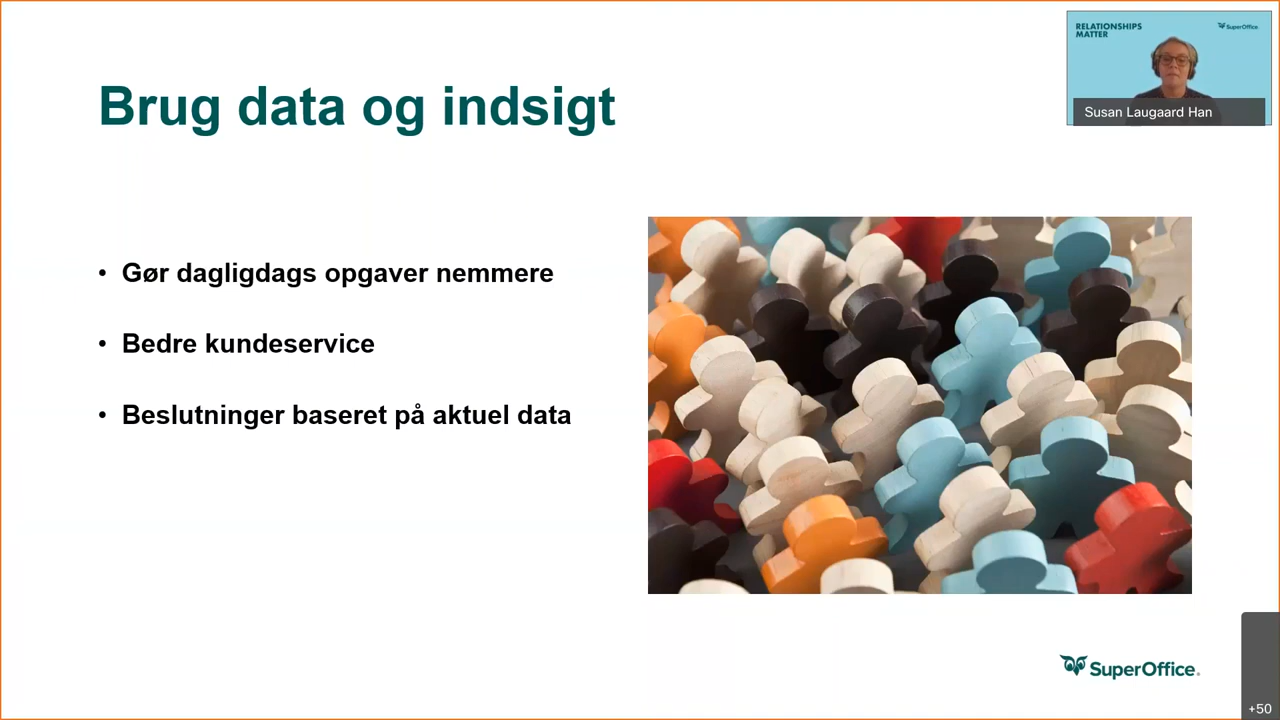 RELATIONSHIPS
MATTER
SuperOffice
Susan Laugaard Han
Brug data og indsigt
• Gør dagligdags opgaver nemmere
• Bedre kundeservice
• Beslutninger baseret på aktuel data
SuperOffice.
+50